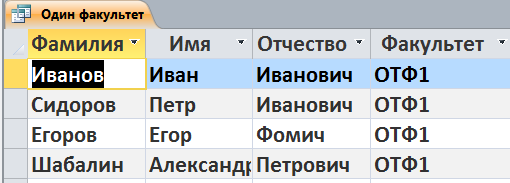 Один факультет
Фамилия Имя Отчество Факультет
Иванов Иван Иванович ОТФ1
Сидоров Петр Иванович ОТФ1
Егоров Егор Фомич ОТФ1
Шабалин Александр Петрович ОТФ1